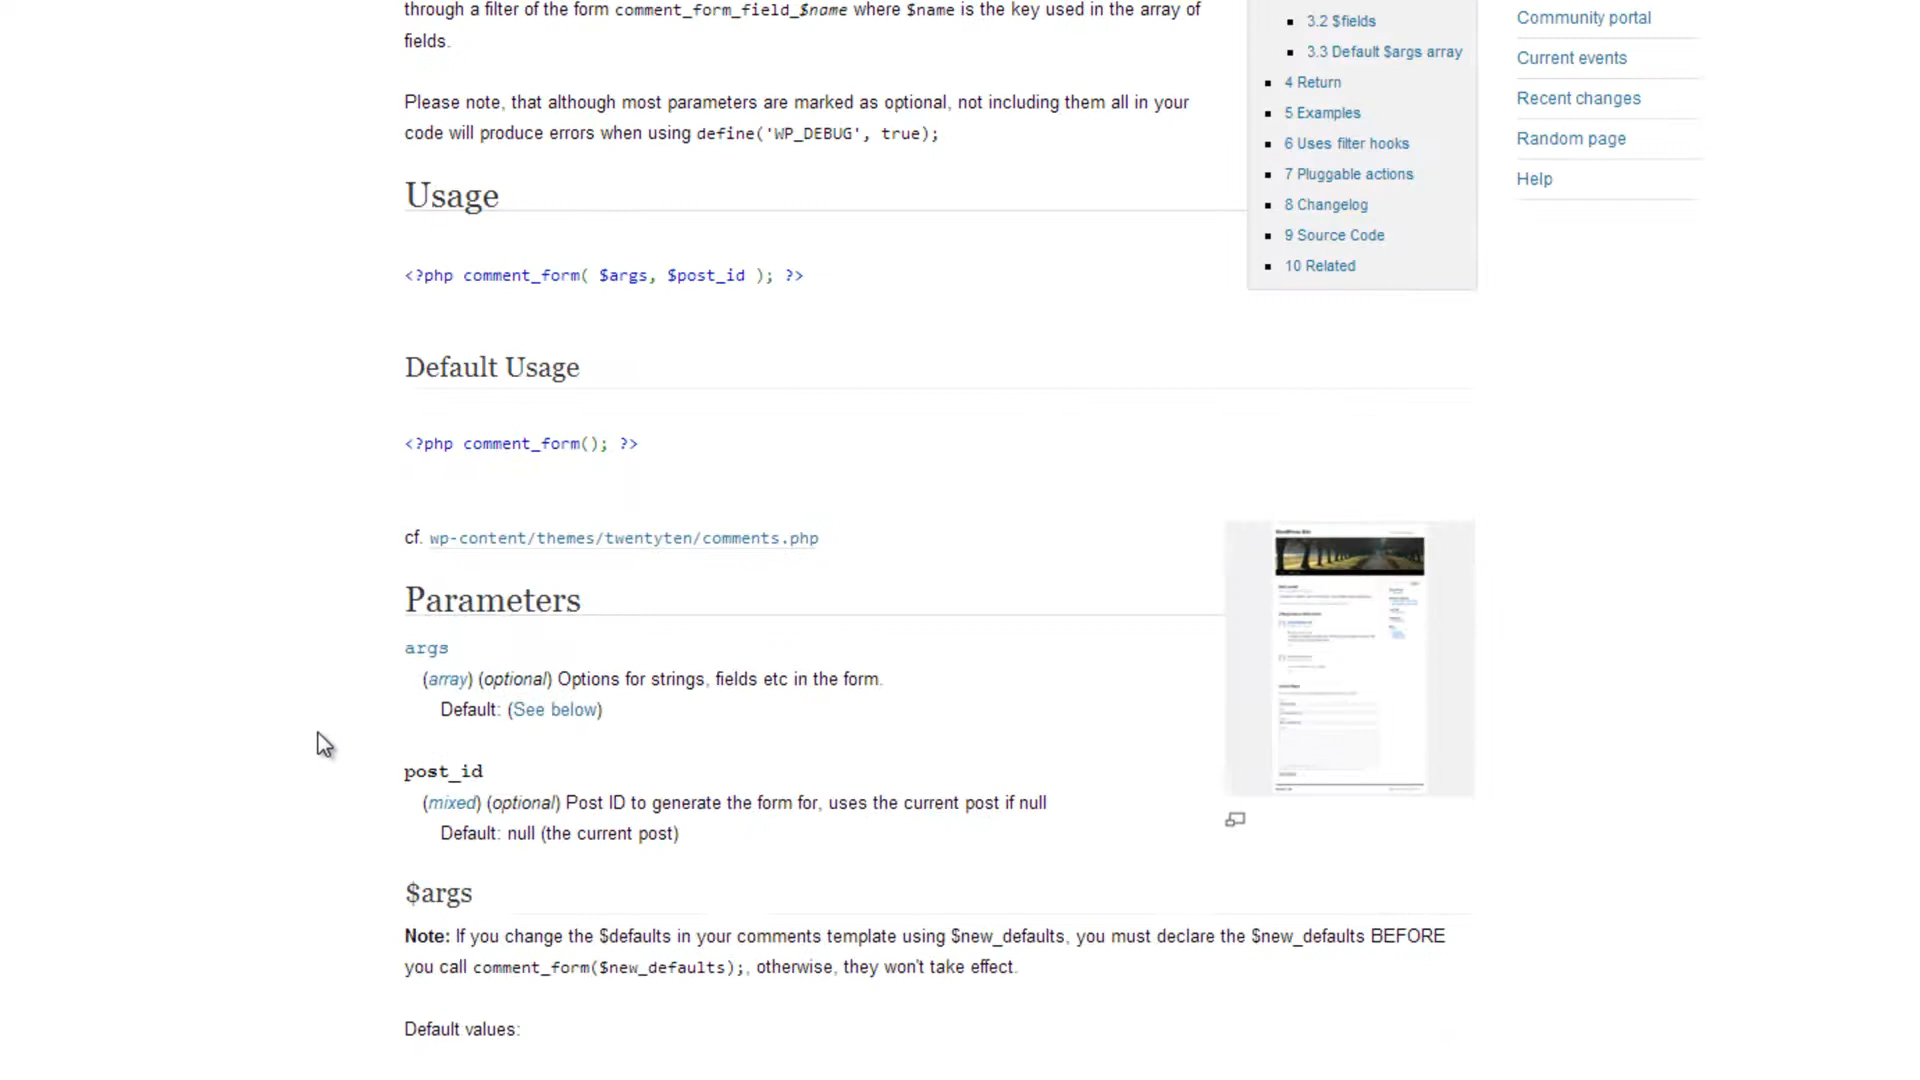 through a filter of the form comment_form_field_$name where $name is the key used in the array of
fields.
Please note, that although most parameters are marked as optional, not including them all in your
code will produce errors when using define('WP_DEBUG', true);
Usage
<?php comment_form( $args, $post_id ); ?>
Default Usage
<?php comment_form(); ?>
cf. wp-content/themes/twentyten/comments.php
Parameters
args
(array) (optional) Options for strings, fields etc in the form.
Default: (See below)
post_id
(mixed) (optional) Post ID to generate the form for, uses the current post if null
Default: null (the current post)
$args
Note: If you change the $defaults in your comments template using $new_defaults, you must declare the $new_defaults BEFORE
you call comment_form($new_defaults);, otherwise, they won't take effect.
Default values:
3.2 $fields
3.3 Default $args array
4 Return
5 Examples
6 Uses filter hooks
7 Pluggable actions
8 Changelog
9 Source Code
10 Related
Community portal
Current events
Recent changes
Random page
Help